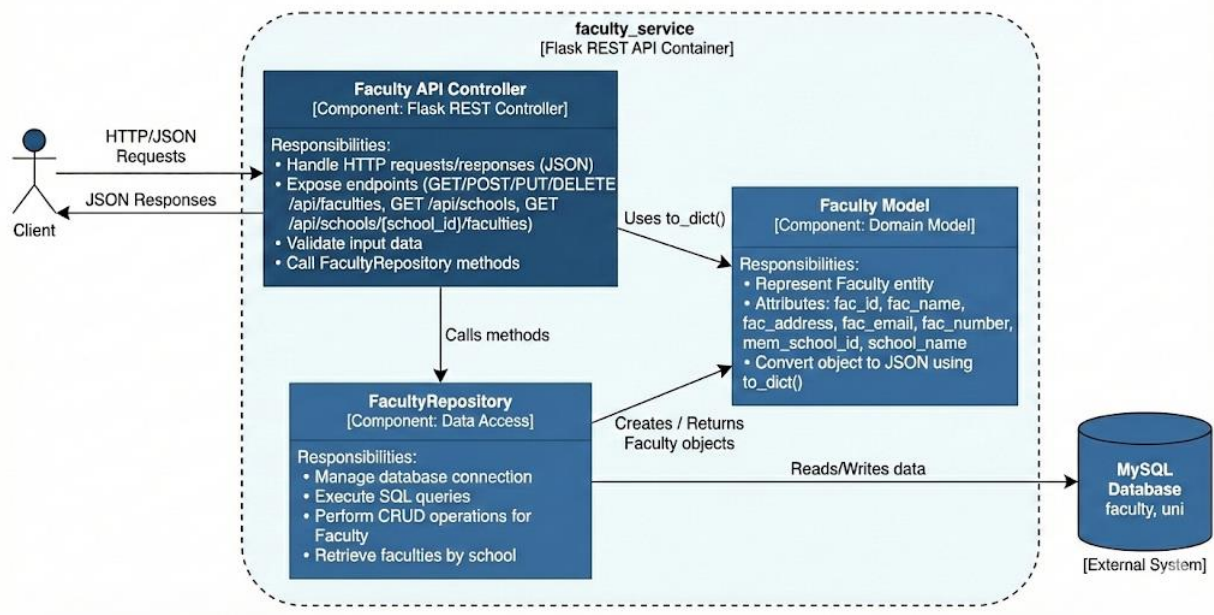 faculty_service
[Flask REST API Container]
Faculty API Controller
[Component: Flask REST Controller]
Responsibilities:
• Handle HTTP requests/reeponses (JSON)
• Expose endpoints (GET/POST/PUT/DELETE
/api/faculties, GET /api/schools, GET
/api/schools/[school_id}/faculties)
• Validate input data
• Call FacultyRepository methods
HTTP/JSON
Requests
JSON Responses
Client
Uses to_dict()
Faculty Model
[Component: Domain Model]
Responsibilities:
• Represent Faculty entity
• Attributes: fac_id, fac_name,
fac_address, fac_email, fac_number,
mem_school_id, school_name
• Convert object to JSON using
to_dict()
Calls methods
FacultyRepository
[Component: Data Access]
Responsibilities:
• Manage database connection
• Execute SQL queries
• Perform CRUD operations for
Faculty
• Retrieve faculties by school
Creates / Returns
Faculty objects
Reads/Writes data
MySQL
Database
faculty, uni
[External System]